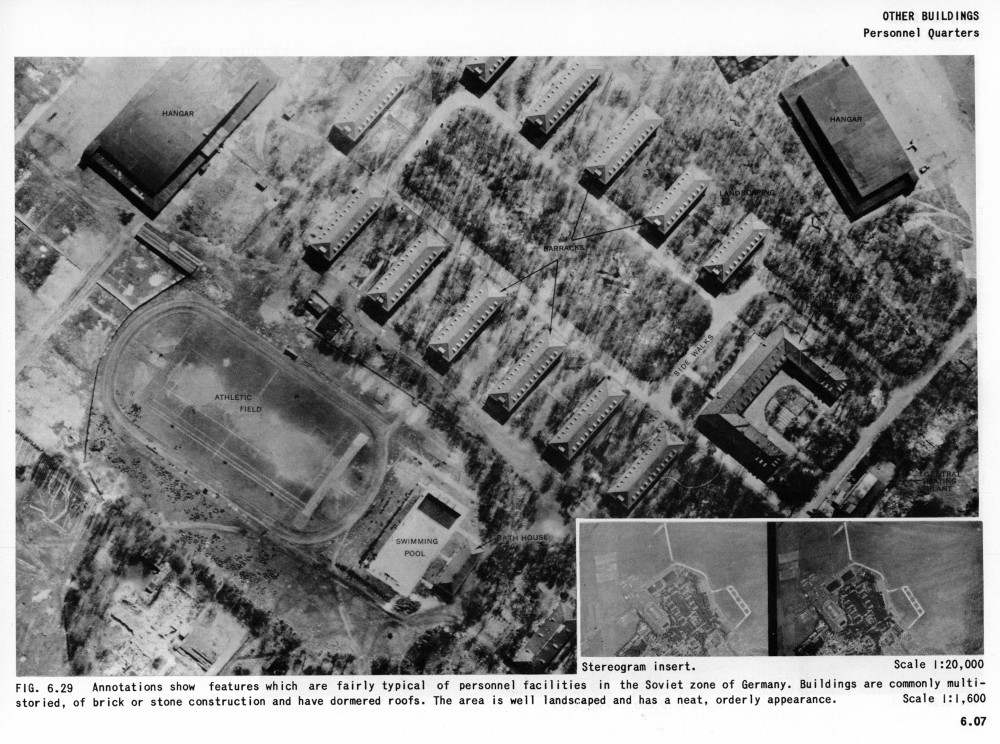 OTHER BUILDINGS
Personnel Quarters
HANGAR
HANGAR
LANDSCAPING
BARRACKS
SIDE WALKS
ATHLETIC
FIELD
CENTRAL
HEATING
PLANT
SWIMMING
POOL
BATH HOUSE
Stereogram insert.
Scale 1:20,000
FIG. 6.29 Annotations show features which are fairly typical of personnel facilities in the Soviet zone of Germany. Buildings are commonly multi-
storied, of brick or stone construction and have dormered roofs. The area is well landscaped and has a neat, orderly appearance. Scale 1:1,600
6.07